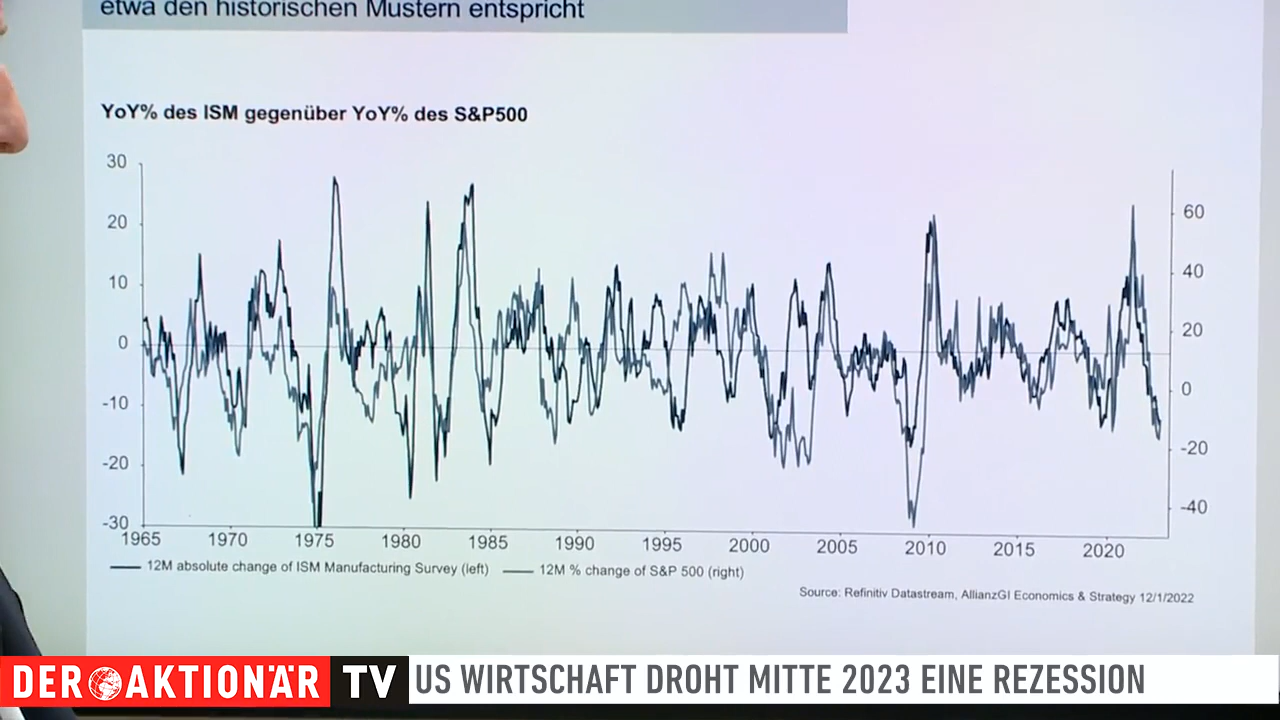 etwa den historischen Mustern entspricht
YoY% des ISM gegenüber YoY% des S&P500
30
20
10
0
-10
-20
-30
60
40
20
0
-20
-40
1965 1970 1975 1980 1985 1990 1995 2000 2005 2010 2015 2020
12M absolute change of ISM Manufacturing Survey (left) 12M % change of S&P 500 (right)
Source: Refinitiv Datastream, AllianzGI Economics & Strategy 12/1/2022
DER AKTIONÄR TV US WIRTSCHAFT DROHT MITTE 2023 EINE REZESSION